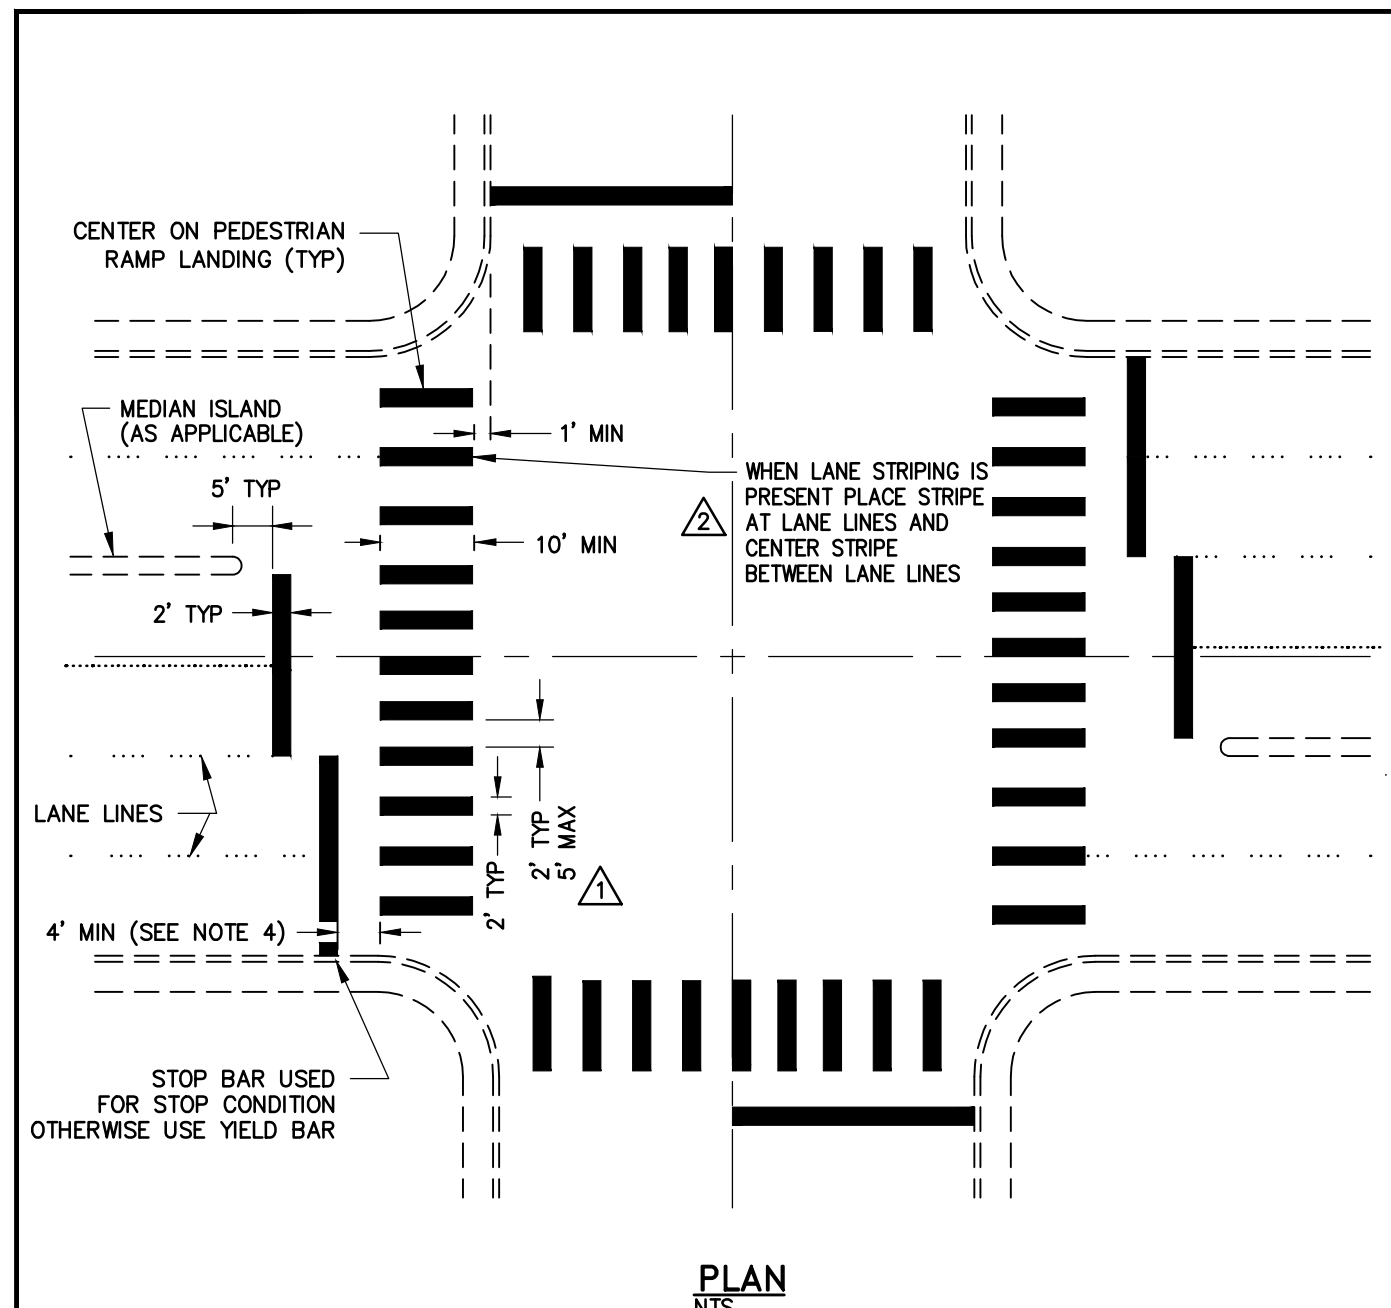 CENTER ON PEDESTRIAN
RAMP LANDING (TYP)
MEDIAN ISLAND
(AS APPLICABLE)
1' MIN
5' TYP
WHEN LANE STRIPING IS
PRESENT PLACE STRIPE
AT LANE LINES AND
CENTER STRIPE
BETWEEN LANE LINES
2
10' MIN
2' TYP
LANE LINES
2' TYP
2' TYP
5' MAX
1
4' MIN (SEE NOTE 4)
STOP BAR USED
FOR STOP CONDITION
OTHERWISE USE YIELD BAR
PLAN
NTS